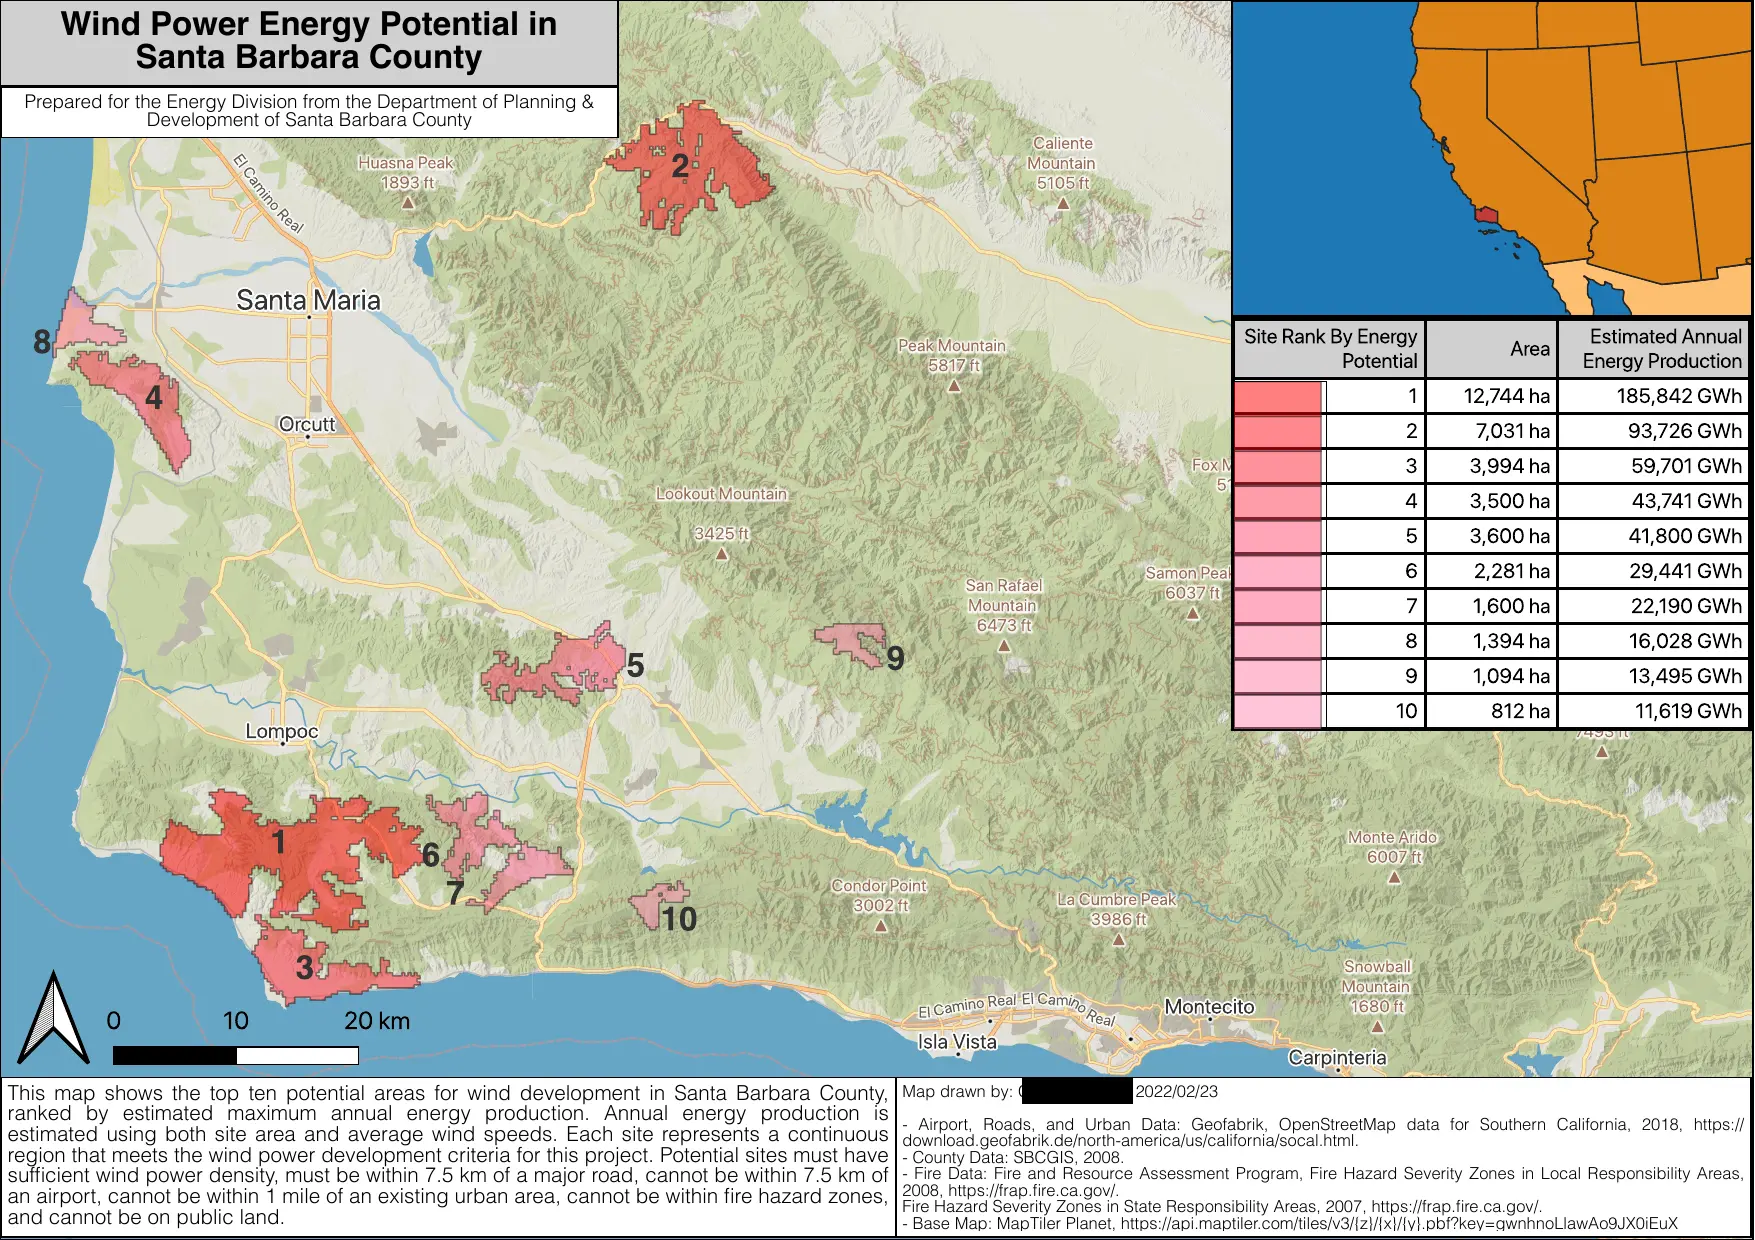 Wind Power Energy Potential in
Santa Barbara County
Prepared for the Energy Division from the Department of Planning &
Development of Santa Barbara County
El Camino Real
Huasna Peak
1893 ft
2
Caliente
Mountain
5105 ft
Santa Maria
8
4
Orcutt
Peak Mountain
5817 ft
Lookout Mountain
3425 ft
Fox M
51
San Rafael
Mountain
6473 ft
Samon Peak
6037 ft
5
9
Lompoc
7493 ft
1
6
7
10
3
Condor Point
3002 ft
La Cumbre Peak
3986 ft
Monte Arido
6007 ft
Snowball
Mountain
1680 ft
El Camino Real El Camino Real
Isla Vista
Montecito
Carpinteria
0 10 20 km
Site Rank By Energy Potential Area Estimated Annual Energy Production
1 12,744 ha 185,842 GWh
2 7,031 ha 93,726 GWh
3 3,994 ha 59,701 GWh
4 3,500 ha 43,741 GWh
5 3,600 ha 41,800 GWh
6 2,281 ha 29,441 GWh
7 1,600 ha 22,190 GWh
8 1,394 ha 16,028 GWh
9 1,094 ha 13,495 GWh
10 812 ha 11,619 GWh
This map shows the top ten potential areas for wind development in Santa Barbara County,
ranked by estimated maximum annual energy production. Annual energy production is
estimated using both site area and average wind speeds. Each site represents a continuous
region that meets the wind power development criteria for this project. Potential sites must have
sufficient wind power density, must be within 7.5 km of a major road, cannot be within 7.5 km of
an airport, cannot be within 1 mile of an existing urban area, cannot be within fire hazard zones,
and cannot be on public land.
Map drawn by: 2022/02/23
- Airport, Roads, and Urban Data: Geofabrik, OpenStreetMap data for Southern California, 2018, https://
download.geofabrik.de/north-america/us/california/socal.html.
- County Data: SBCGIS, 2008.
- Fire Data: Fire and Resource Assessment Program, Fire Hazard Severity Zones in Local Responsibility Areas,
2008, https://frap.fire.ca.gov/.
Fire Hazard Severity Zones in State Responsibility Areas, 2007, https://frap.fire.ca.gov/.
- Base Map: MapTiler Planet, https://api.maptiler.com/tiles/v3/{z}/{x}/{y}.pbf?key=gwnhnoLlawAo9JX0iEuX